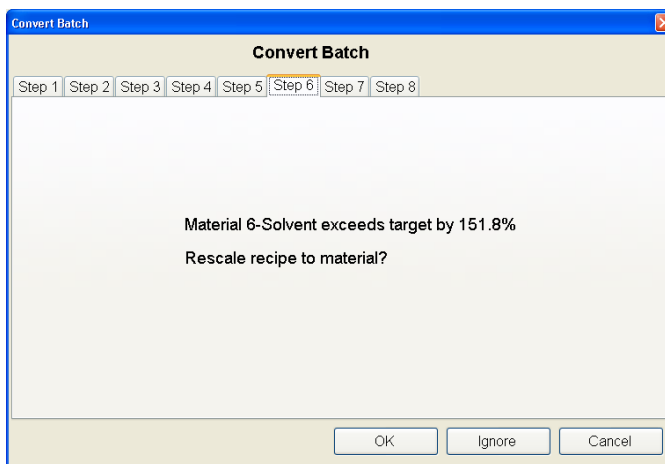 Convert Batch
Convert Batch
Step 1 Step 2 Step 3 Step 4 Step 5 Step 6 Step 7 Step 8
Material 6-Solvent exceeds target by 151.8%
Rescale recipe to material?
OK Ignore Cancel